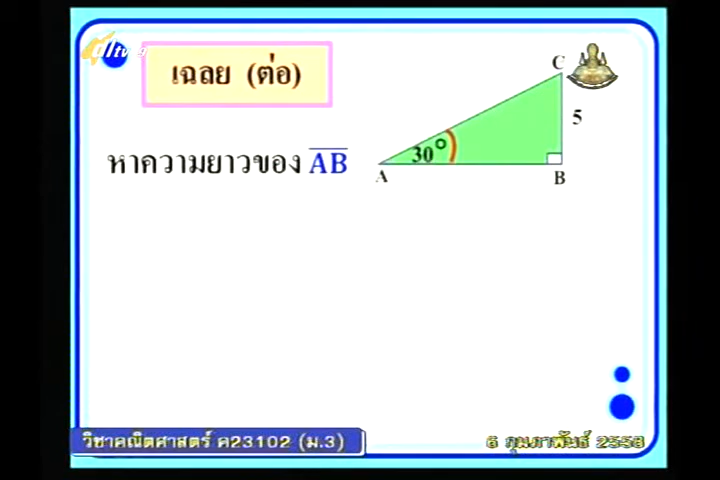 เฉลย (ต่อ)
หาความยาวของ AB
C
5
30°
A
B
วิชาคณิตศาสตร์ ค23102 (ม.3)
6 กุมภาพันธ์ 2558